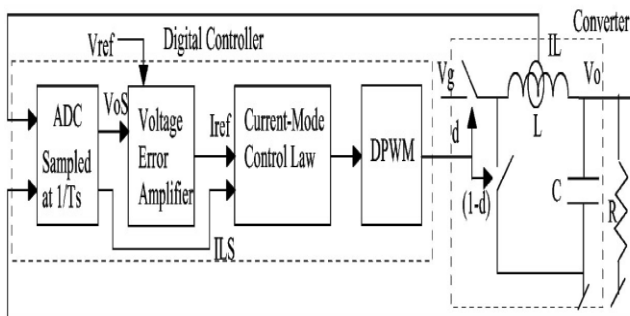 Converter
Vref
Digital Controller
IL
Vg
Vo
ADC
Sampled
at 1/Ts
VoS
Voltage
Error
Amplifier
Iref
Current-Mode
Control Law
DPWM
d
L
(1-d)
C
R
ILS